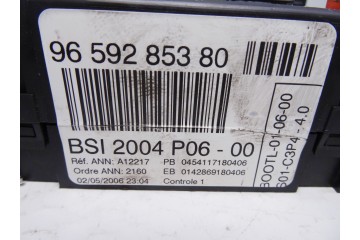 96 592 853 80
BSI 2004 P06 - 00
Réf. ANN: A12217 PB 0454117180406
Ordre ANN: 2160 EB 0142869180406
02/05/2006 23:04 Controle 1
BOOTL-01-06-00
S01-C3P4 - 4.0